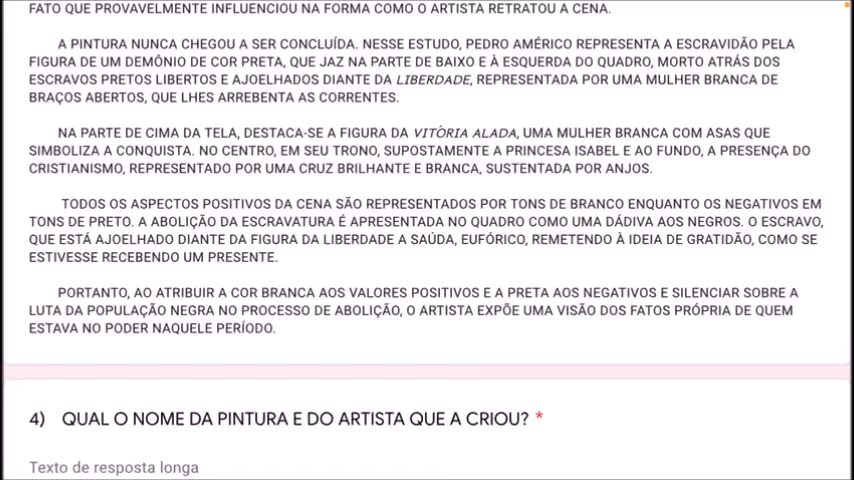 FATO QUE PROVAVELMENTE INFLUENCIOU NA FORMA COMO O ARTISTA RETRATOU A CENA.
A PINTURA NUNCA CHEGOU A SER CONCLUÍDA. NESSE ESTUDO, PEDRO AMÉRICO REPRESENTA A ESCRAVIDÃO PELA
FIGURA DE UM DEMÔNIO DE COR PRETA, QUE JAZ NA PARTE DE BAIXO E À ESQUERDA DO QUADRO, MORTO ATRÁS DOS
ESCRAVOS PRETOS LIBERTOS E AJOELHADOS DIANTE DA LIBERDADE, REPRESENTADA POR UMA MULHER BRANCA DE
BRAÇOS ABERTOS, QUE LHES ARREBENTA AS CORRENTES.
NA PARTE DE CIMA DA TELA, DESTACA-SE A FIGURA DA VITÓRIA ALADA, UMA MULHER BRANCA COM ASAS QUE
SIMBOLIZA A CONQUISTA. NO CENTRO, EM SEU TRONO, SUPOSTAMENTE A PRINCESA ISABEL E AO FUNDO, A PRESENÇA DO
CRISTIANISMO, REPRESENTADO POR UMA CRUZ BRILHANTE E BRANCA, SUSTENTADA POR ANJOS.
TODOS OS ASPECTOS POSITIVOS DA CENA SÃO REPRESENTADOS POR TONS DE BRANCO ENQUANTO OS NEGATIVOS EM
TONS DE PRETO. A ABOLIÇÃO DA ESCRAVATURA É APRESENTADA NO QUADRO COMO UMA DÁDIVA AOS NEGROS. O ESCRAVO,
QUE ESTÁ AJOELHADO DIANTE DA FIGURA DA LIBERDADE A SAÚDA, EUFÓRICO, REMETENDO À IDEIA DE GRATIDÃO, COMO SE
ESTIVESSE RECEBENDO UM PRESENTE.
PORTANTO, AO ATRIBUIR A COR BRANCA AOS VALORES POSITIVOS E A PRETA AOS NEGATIVOS E SILENCIAR SOBRE A
LUTA DA POPULAÇÃO NEGRA NO PROCESSO DE ABOLIÇÃO, O ARTISTA EXPÕE UMA VISÃO DOS FATOS PRÓPRIA DE QUEM
ESTAVA NO PODER NAQUELE PERÍODO.
4) QUAL O NOME DA PINTURA E DO ARTISTA QUE A CRIOU? *
Texto de resposta longa